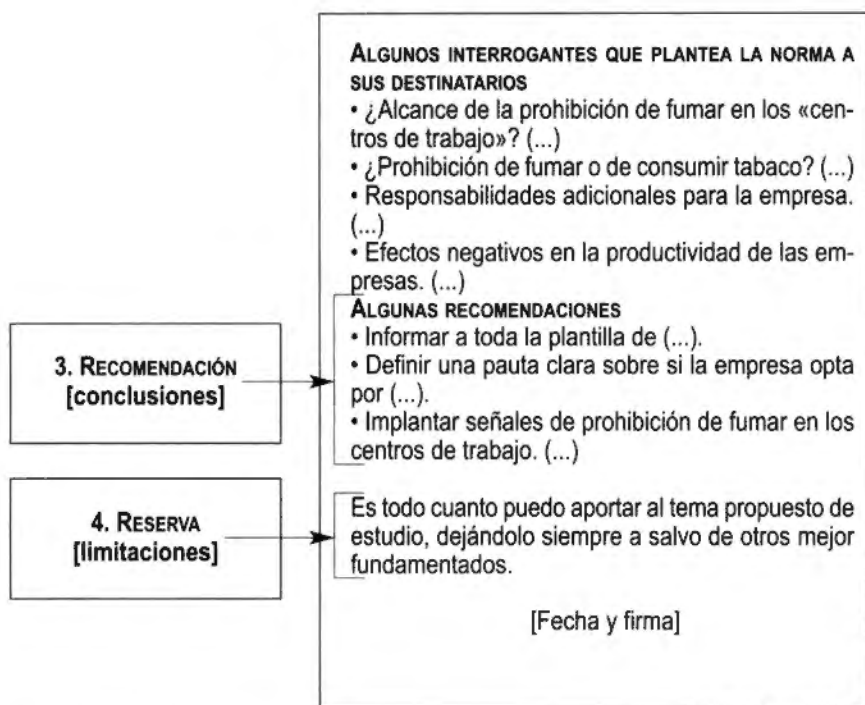 ALGUNOS INTERROGANTES QUE PLANTEA LA NORMA A
SUS DESTINATARIOS
• ¿Alcance de la prohibición de fumar en los «cen-
tros de trabajo»? (...)
• ¿Prohibición de fumar o de consumir tabaco? (...)
• Responsabilidades adicionales para la empresa.
(...)
• Efectos negativos en la productividad de las em-
presas. (...)
ALGUNAS RECOMENDACIONES
• Informar a toda la plantilla de (...).
• Definir una pauta clara sobre si la empresa opta
por (...).
• Implantar señales de prohibición de fumar en los
centros de trabajo. (...)
3. RECOMENDACIÓN
[conclusiones]
4. RESERVA
[limitaciones]
Es todo cuanto puedo aportar al tema propuesto de
estudio, dejándolo siempre a salvo de otros mejor
fundamentados.
[Fecha y firma]